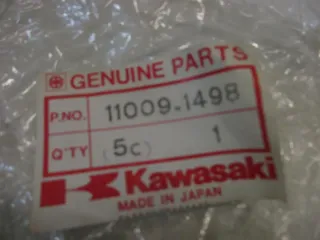 GENUINE PARTS
P.NO. 11009-1498
Q'TY (5C) 1
Kawasaki
MADE IN JAPAN